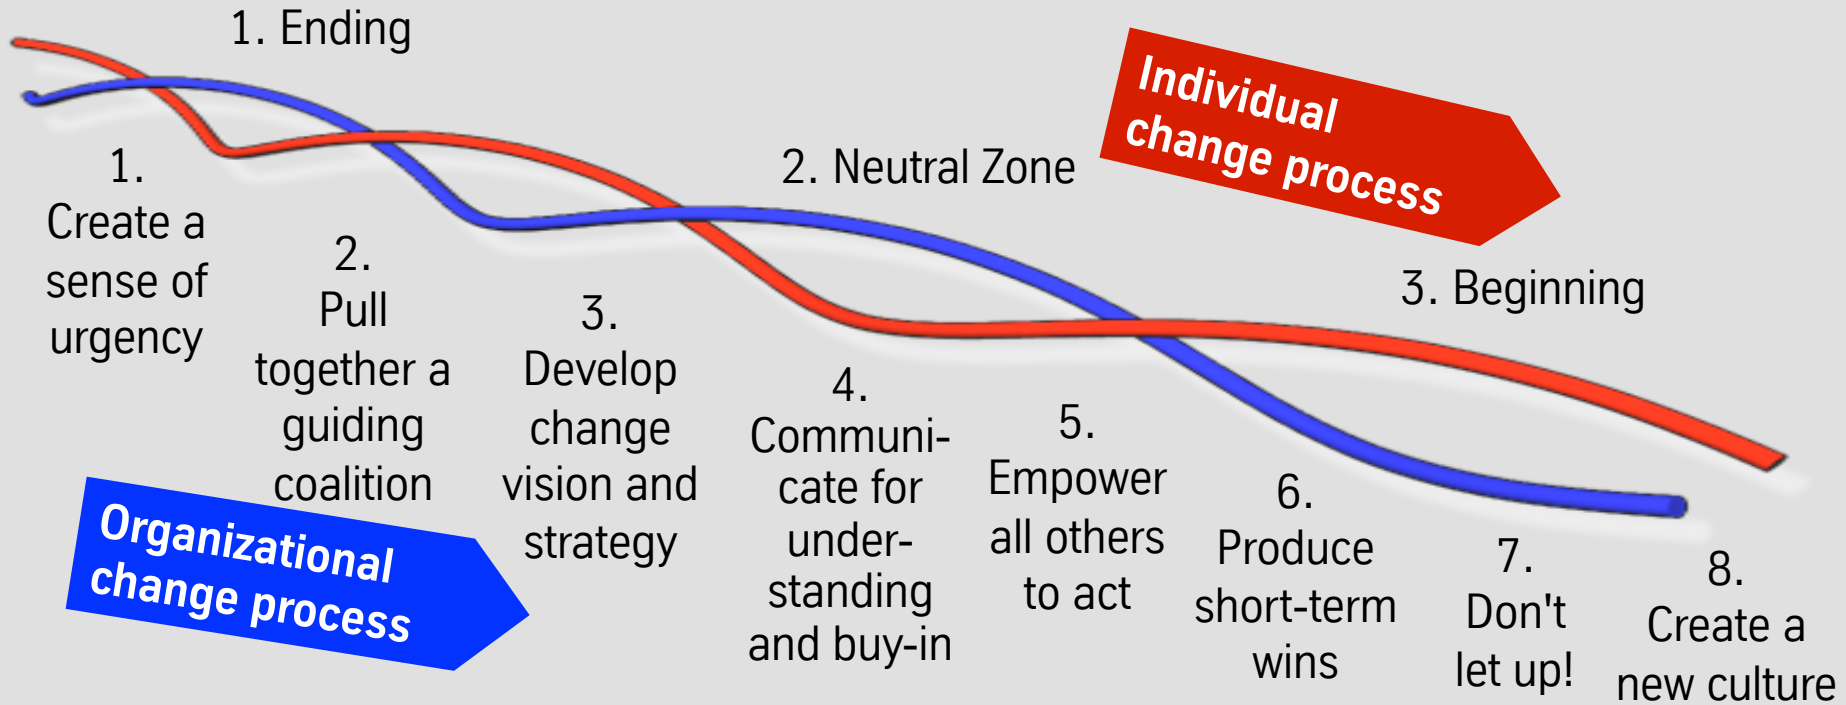 1. Ending
Individual
change process
2. Neutral Zone
3. Beginning
1.
Create a
sense of
urgency
2.
Pull
together a
guiding
coalition
3.
Develop
change
vision and
strategy
4.
Communi-
cate for
under-
standing
and buy-in
5.
Empower
all others
to act
6.
Produce
short-term
wins
7.
Don't
let up!
8.
Create a
new culture
Organizational
change process